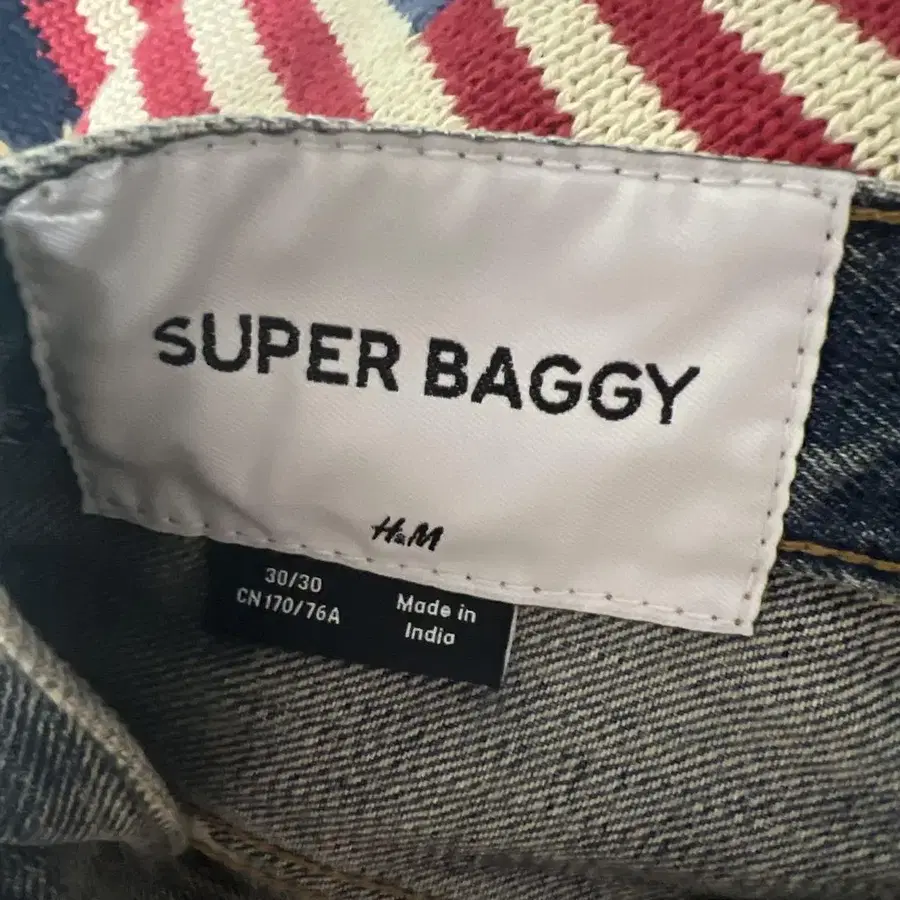 SUPER BAGGY
H&M
30/30
CN170/76A
Made in
India